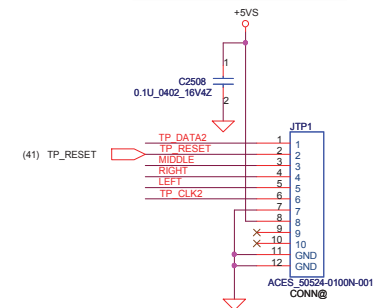 +5VS
1
C2508
0.1U_0402_16V4Z
2
JTP1
TP_DATA2 1 1
(41) TP_RESET TP_RESET 2 2
MIDDLE 3 3
RIGHT 4 4
LEFT 5 5
TP_CLK2 6 6
7 7
8 8
9 9
10 10
11 GND
12 GND
ACES_50524-0100N-001
CONN@